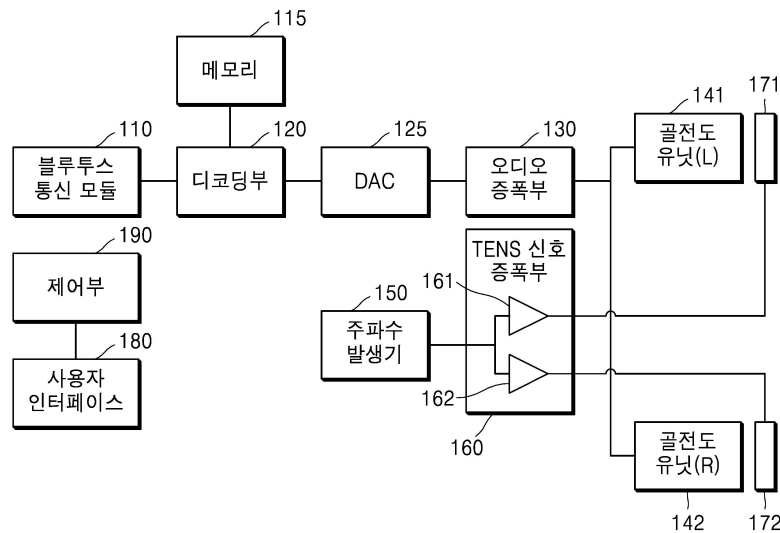 115
메모리
110
블루투스
통신 모듈
120
디코딩부
125
DAC
130
오디오
증폭부
141
골전도
유닛(L)
171
190
제어부
180
사용자
인터페이스
150
주파수
발생기
TENS 신호
증폭부
161
162
160
골전도
유닛(R)
142
172